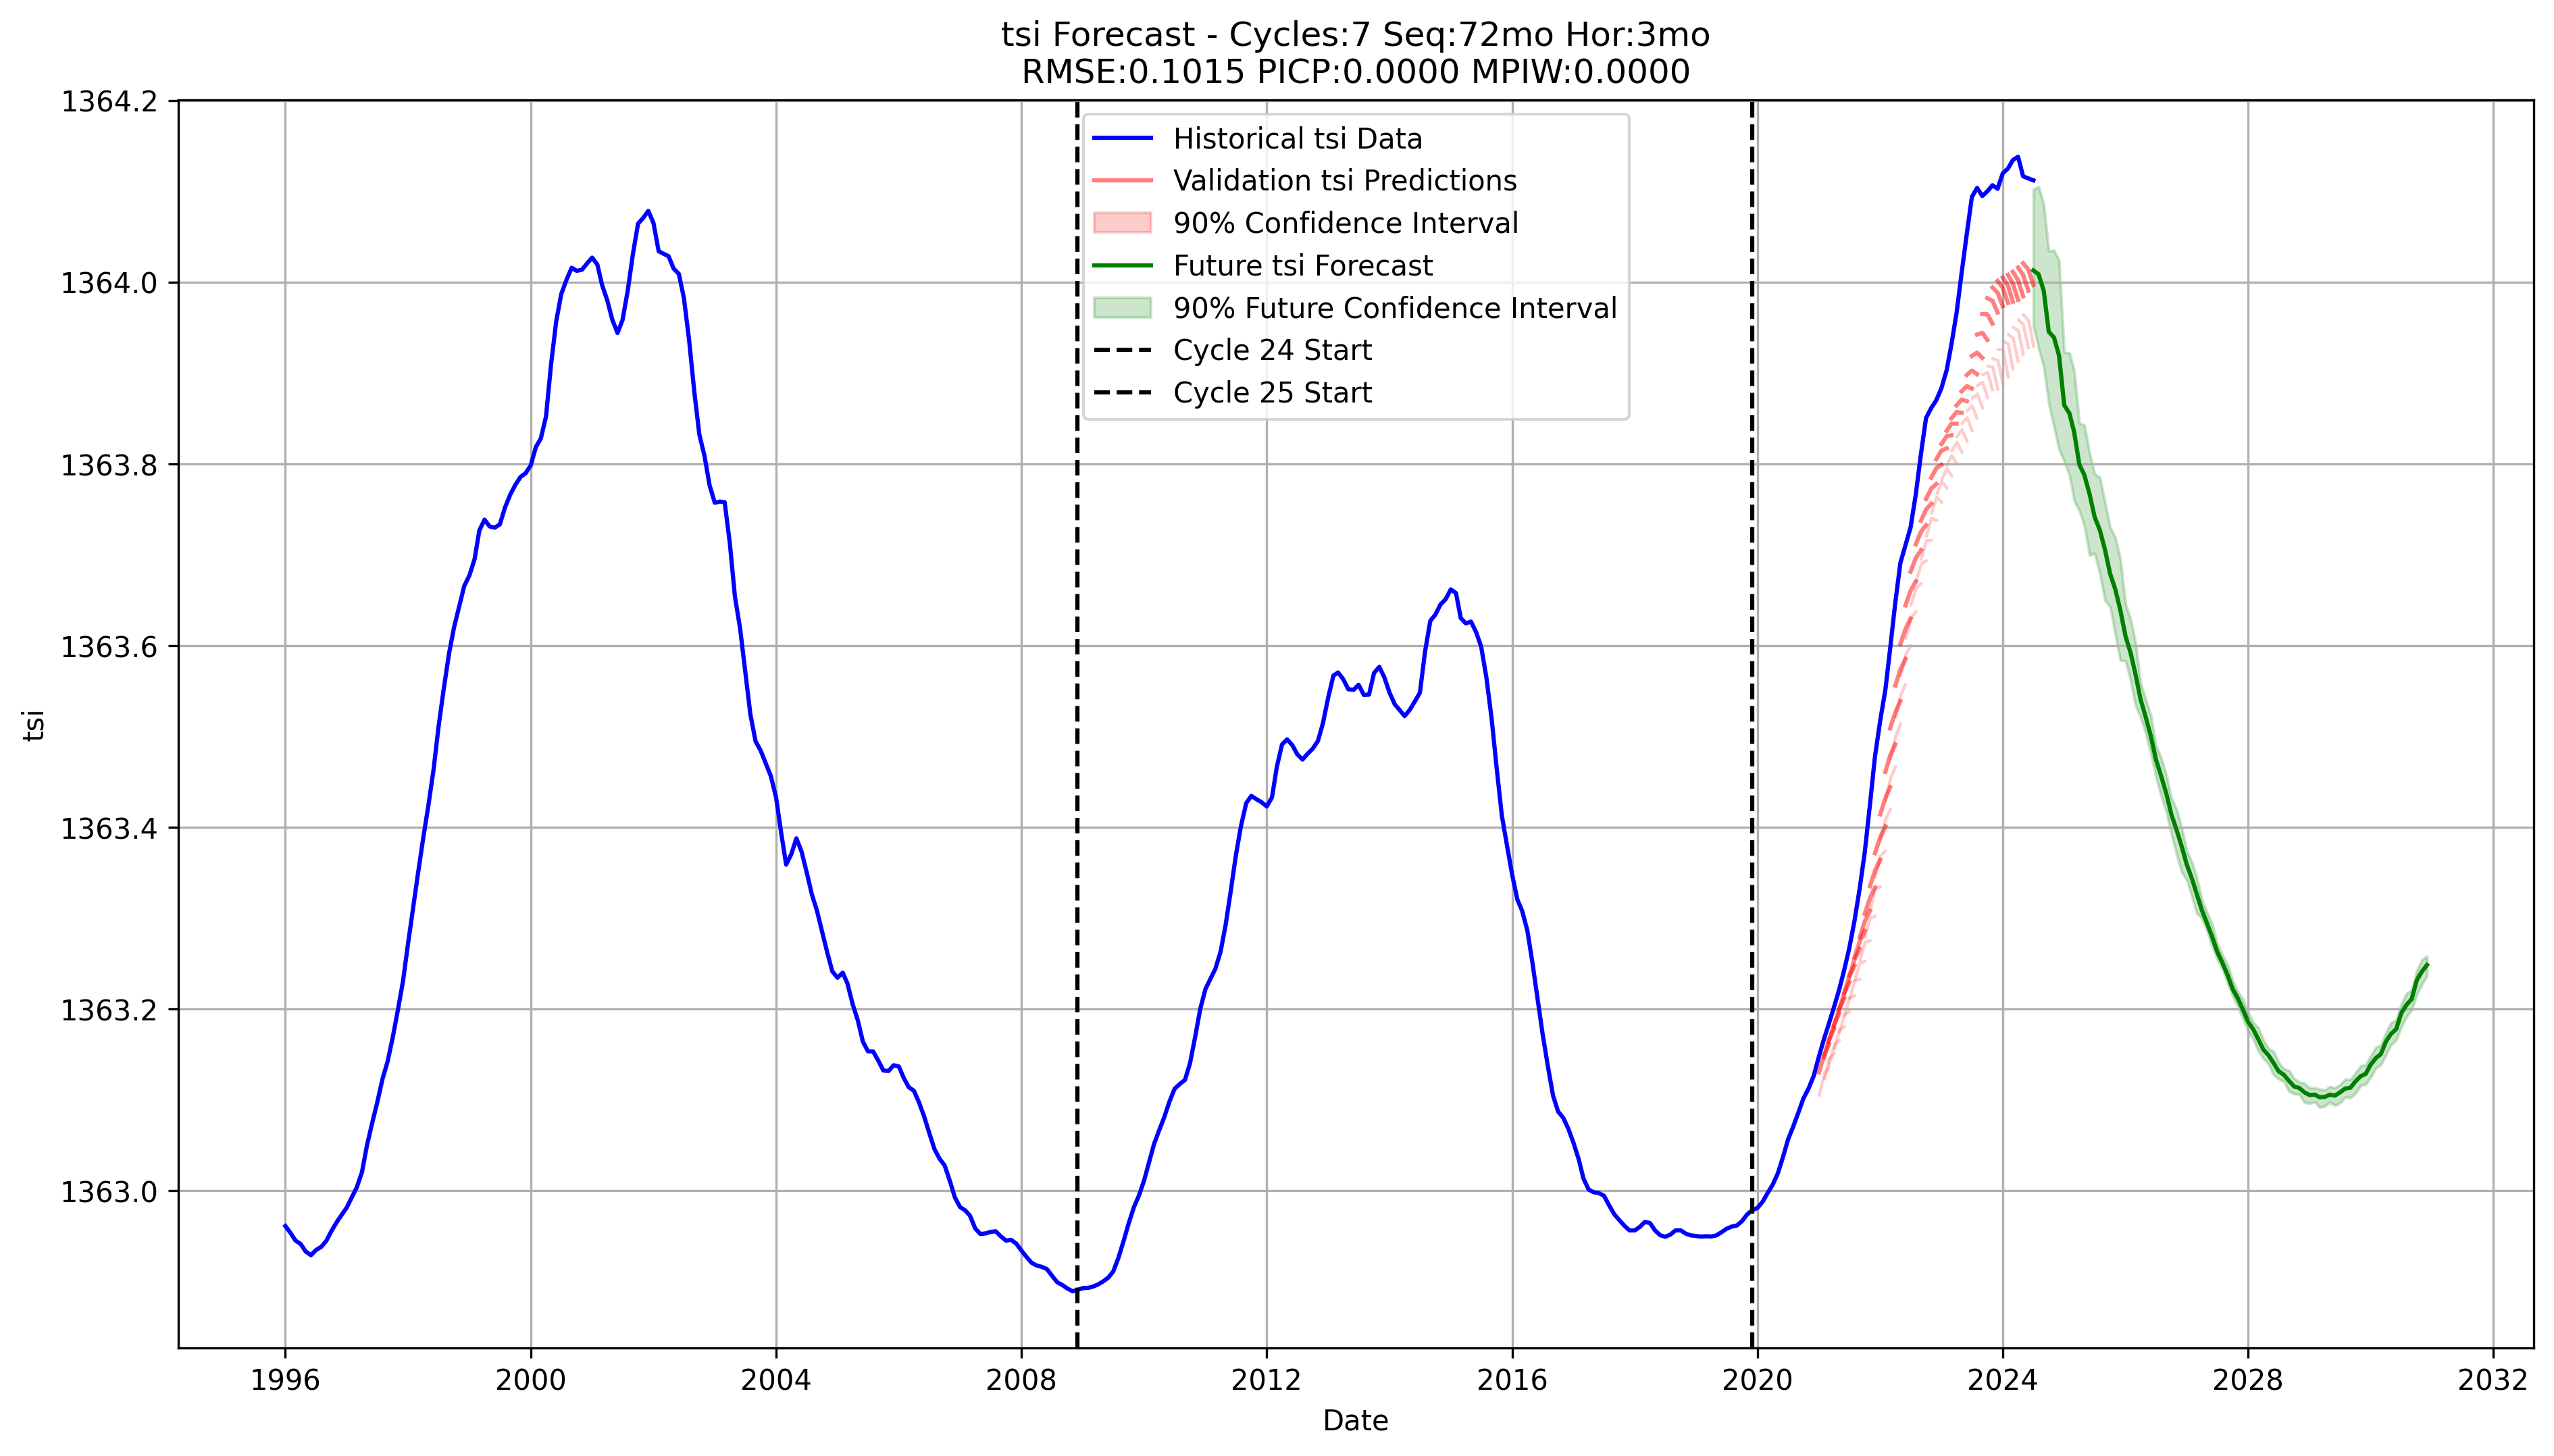 tsi Forecast - Cycles:7 Seq:72mo Hor:3mo
RMSE:0.1015 PICP:0.0000 MPIW:0.0000
1364.2
1364.0
1363.8
1363.6
1363.4
1363.2
1363.0
tsi
Historical tsi Data
Validation tsi Predictions
90% Confidence Interval
Future tsi Forecast
90% Future Confidence Interval
Cycle 24 Start
Cycle 25 Start
1996 2000 2004 2008 2012 2016 2020 2024 2028 2032
Date